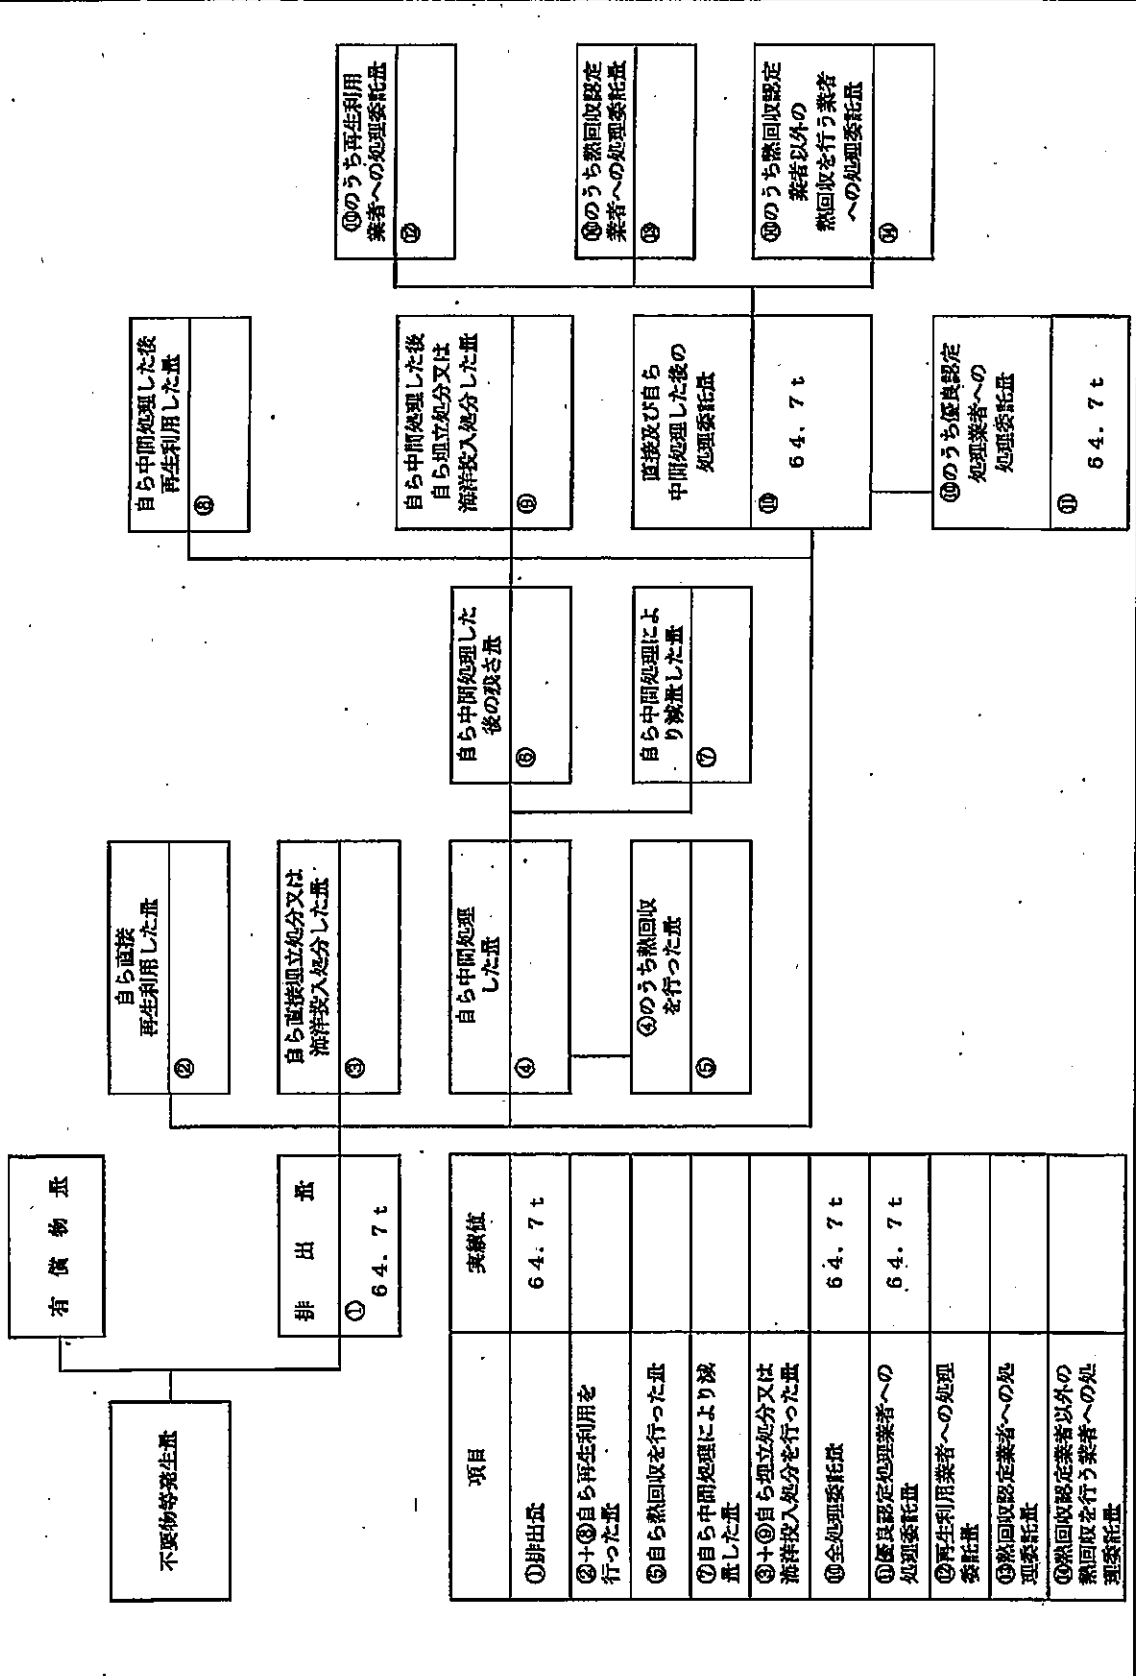 不要物等発生量
有償物量
排出量
① 64.7t
自ら直接
再生利用した量
②
自ら直接埋立処分又は
海洋投入処分した量
③
自ら中間処理
した量
④
④のうち熱回収
を行った量
⑤
自ら中間処理した
後の残さ量
⑥
自ら中間処理によ
り減量した量
⑦
自ら中間処理した後
再生利用した量
⑧
自ら中間処理した後
自ら埋立処分又は
海洋投入処分した量
⑨
直接及び自ら
中間処理した後の
処理委託量
⑩ 64.7t
⑩のうち優良認定
処理業者への
処理委託量
⑪ 64.7t
⑩のうち再生利用
業者への処理委託量
⑫
⑩のうち熱回収認定
業者への処理委託量
⑬
⑩のうち熱回収認定
業者以外の
熱回収を行う業者
への処理委託量
⑭
項目 実績値
①排出量 64.7t
②+⑧自ら再生利用を
行った量
⑤自ら熱回収を行った量
⑦自ら中間処理により減
量した量
③+⑨自ら埋立処分又は
海洋投入処分を行った量
⑩全処理委託量 64.7t
⑪優良認定処理業者への
処理委託量 64.7t
⑫再生利用業者への処理
委託量
⑬熱回収認定業者への処
理委託量
⑭熱回収認定業者以外の
熱回収を行う業者への処
理委託量